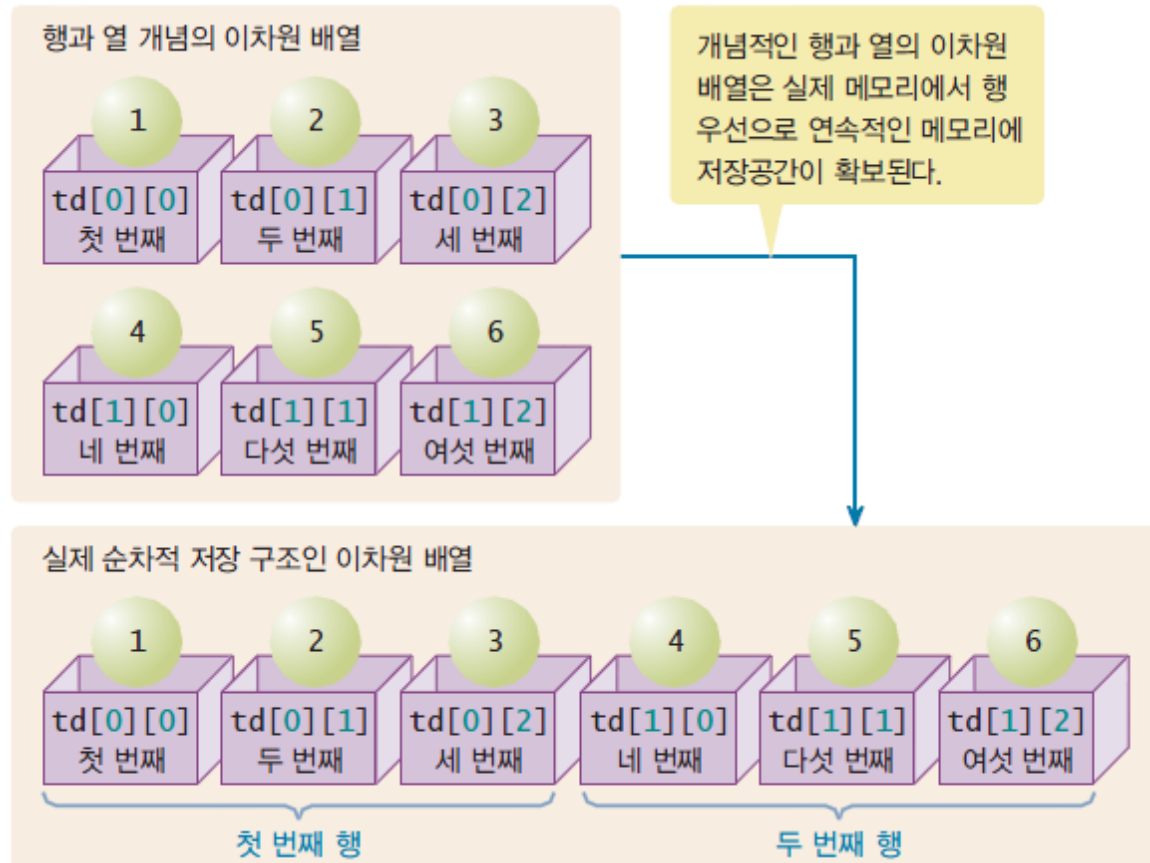 행과 열 개념의 이차원 배열
개념적인 행과 열의 이차원
배열은 실제 메모리에서 행
우선으로 연속적인 메모리에
저장공간이 확보된다.
1 2 3
td[0][0] td[0][1] td[0][2]
첫 번째 두 번째 세 번째
4 5 6
td[1][0] td[1][1] td[1][2]
네 번째 다섯 번째 여섯 번째
실제 순차적 저장 구조인 이차원 배열
1 2 3 4 5 6
td[0][0] td[0][1] td[0][2] td[1][0] td[1][1] td[1][2]
첫 번째 두 번째 세 번째 네 번째 다섯 번째 여섯 번째
첫 번째 행 두 번째 행